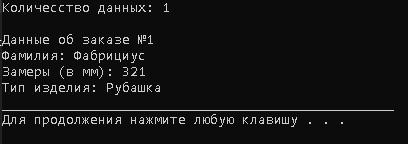 Количесство данных: 1
Данные об заказе №1
Фамилия: Фабрициус
Замеры (в мм): 321
Тип изделия: Рубашка
Для продолжения нажмите любую клавишу . . .